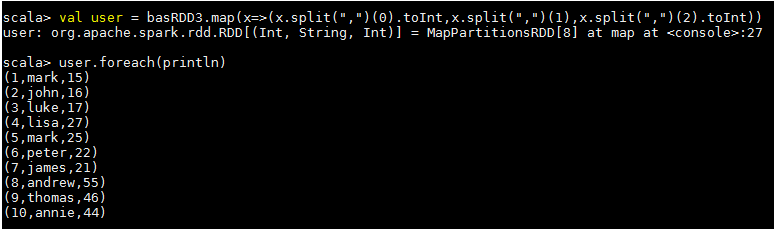 scala> val user = basRDD3.map(x=>(x.split(",")(0).toInt,x.split(",")(1),x.split(",")(2).toInt))
user: org.apache.spark.rdd.RDD[(Int, String, Int)] = MapPartitionsRDD[8] at map at <console>:27
scala> user.foreach(println)
(1,mark,15)
(2,john,16)
(3,luke,17)
(4,lisa,27)
(5,mark,25)
(6,peter,22)
(7,james,21)
(8,andrew,55)
(9,thomas,46)
(10,annie,44)